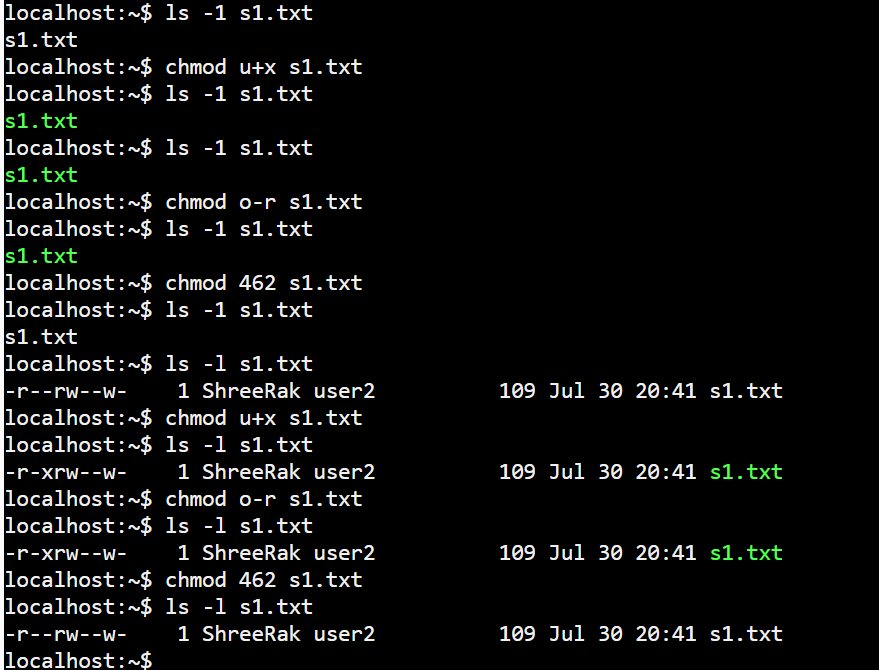 localhost:~$ ls -1 s1.txt
s1.txt
localhost:~$ chmod u+x s1.txt
localhost:~$ ls -1 s1.txt
s1.txt
localhost:~$ ls -1 s1.txt
s1.txt
localhost:~$ chmod o-r s1.txt
localhost:~$ ls -1 s1.txt
s1.txt
localhost:~$ chmod 462 s1.txt
localhost:~$ ls -1 s1.txt
s1.txt
localhost:~$ ls -l s1.txt
-r--rw--w-    1 ShreeRak user2          109 Jul 30 20:41 s1.txt
localhost:~$ chmod u+x s1.txt
localhost:~$ ls -l s1.txt
-r-xrw--w-    1 ShreeRak user2          109 Jul 30 20:41 s1.txt
localhost:~$ chmod o-r s1.txt
localhost:~$ ls -l s1.txt
-r-xrw--w-    1 ShreeRak user2          109 Jul 30 20:41 s1.txt
localhost:~$ chmod 462 s1.txt
localhost:~$ ls -l s1.txt
-r--rw--w-    1 ShreeRak user2          109 Jul 30 20:41 s1.txt
localhost:~$